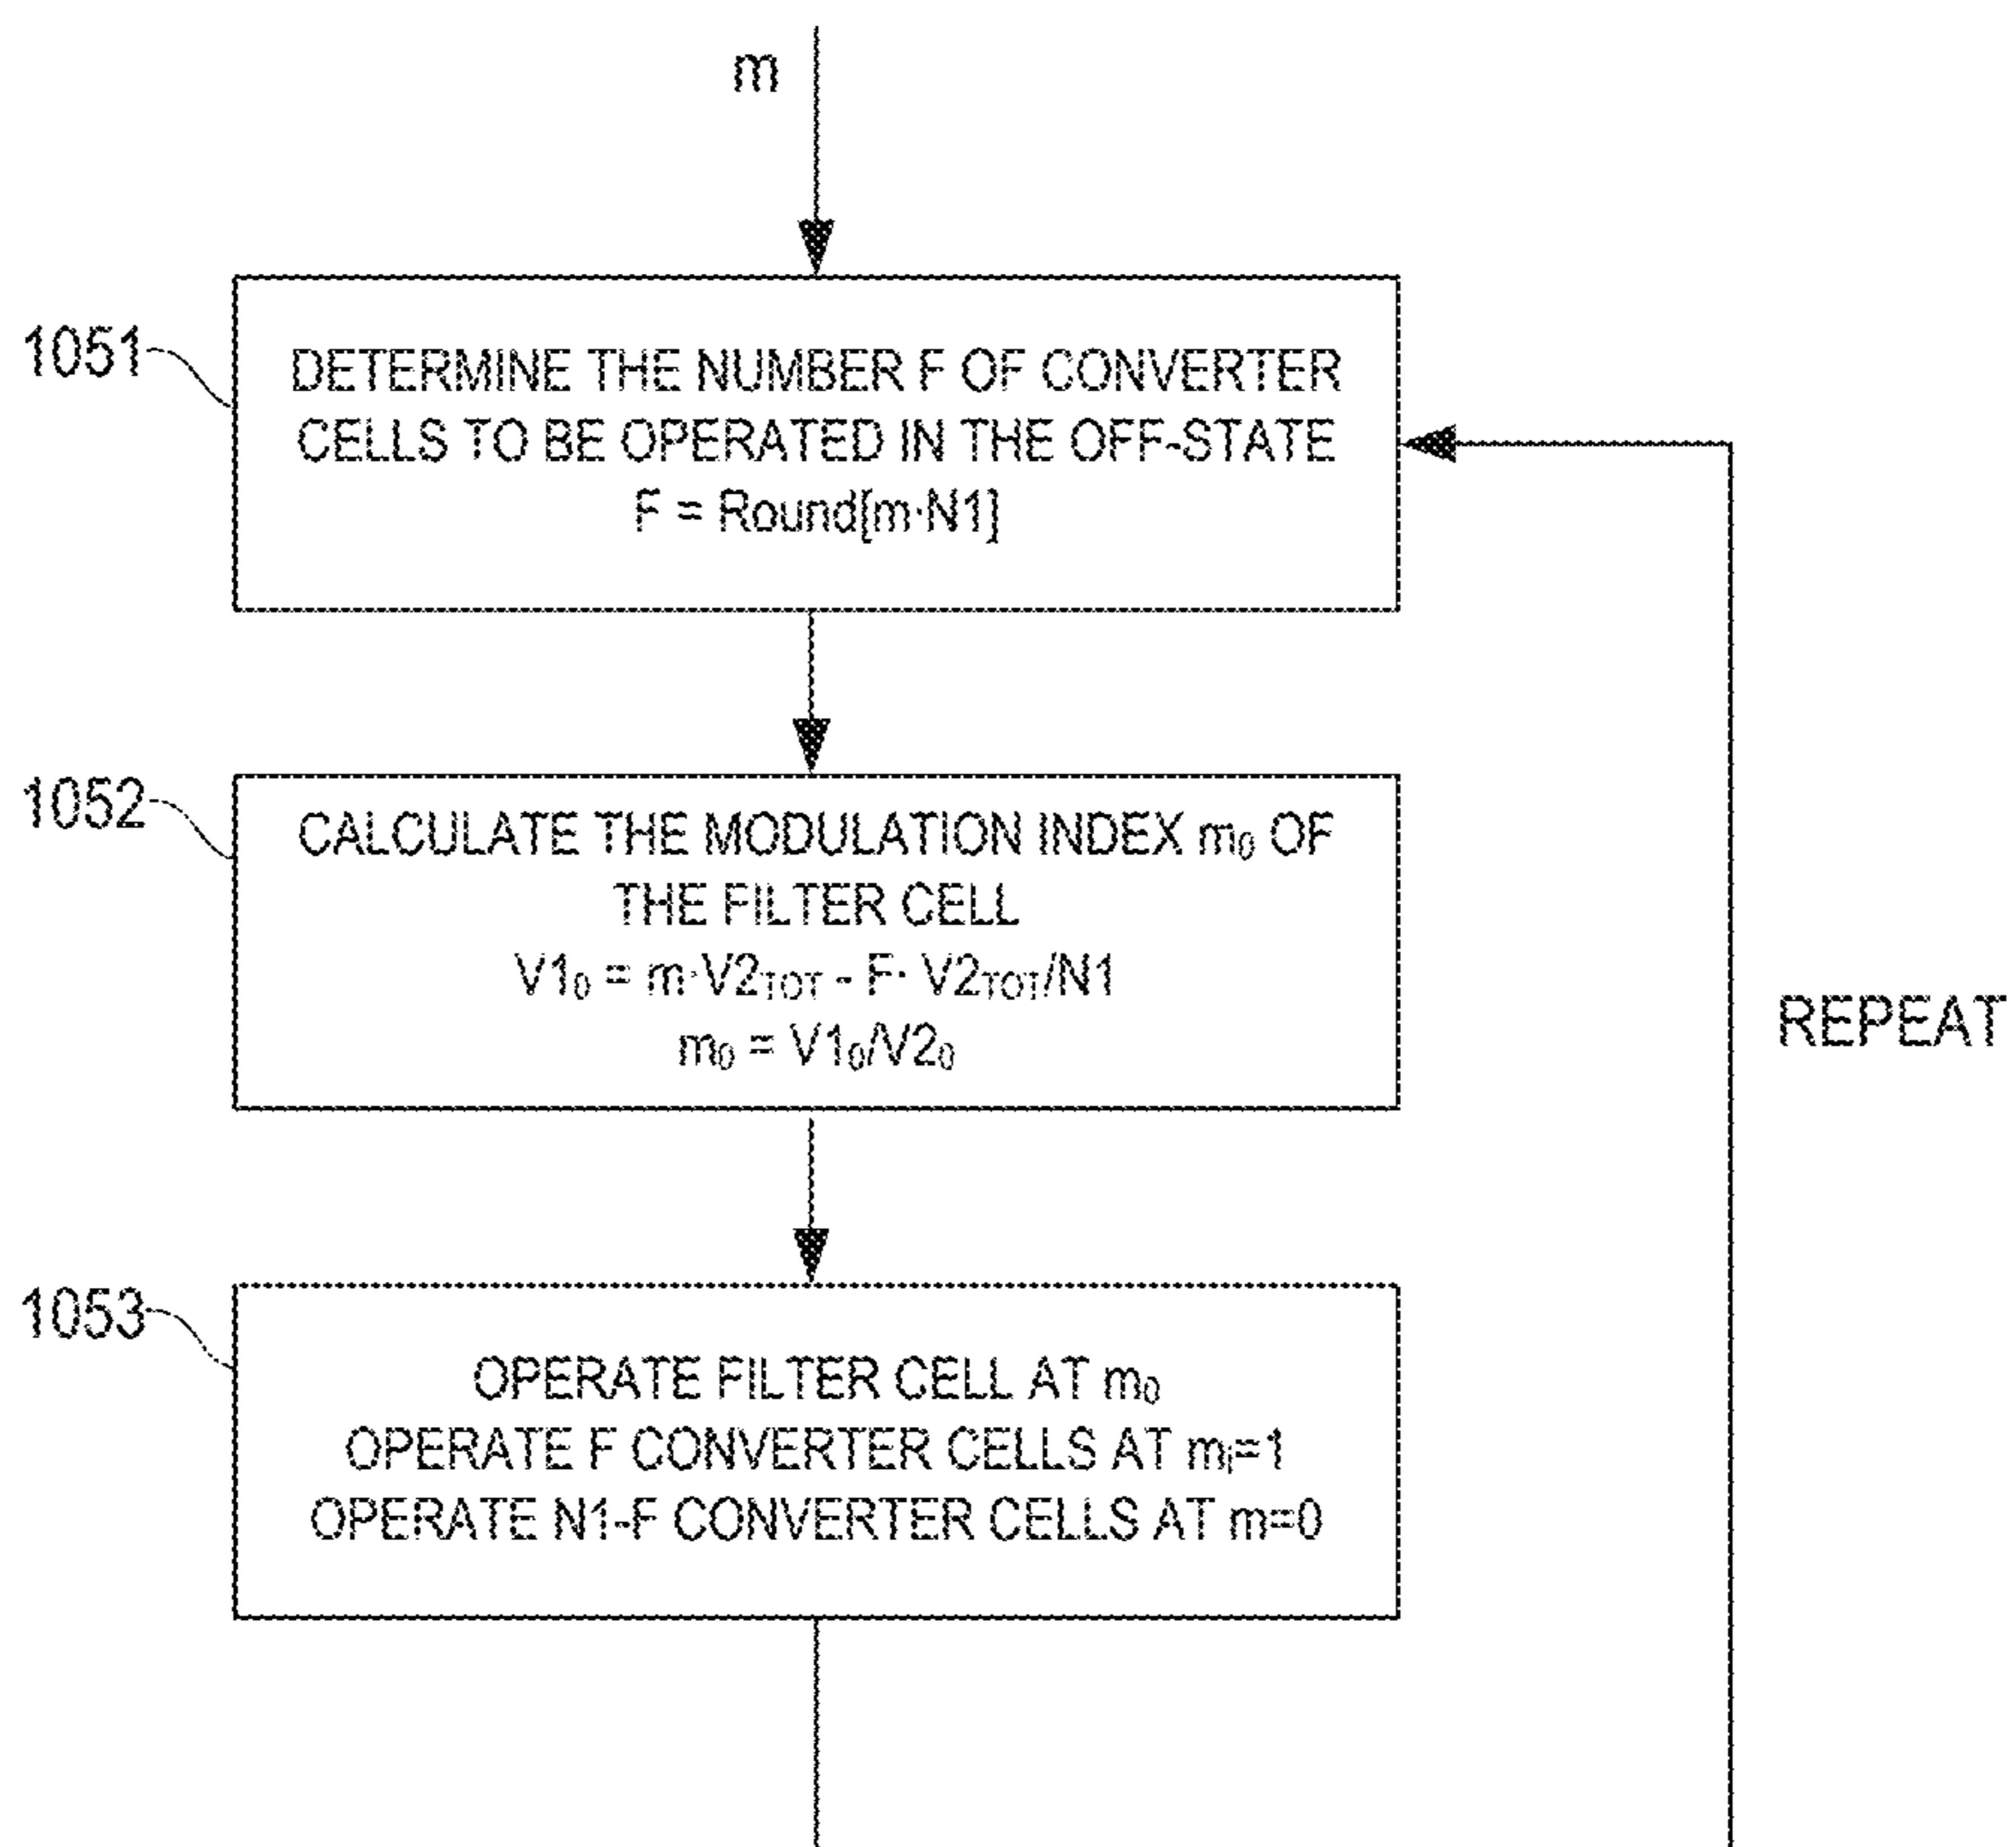 m
1051
DETERMINE THE NUMBER F OF CONVERTER
CELLS TO BE OPERATED IN THE OFF-STATE
F = Round[m·N1]
1052
CALCULATE THE MODULATION INDEX m₀ OF
THE FILTER CELL
V1₀ = m·V2TOT - F· V2TOT/N1
m₀ = V1₀/V2₀
REPEAT
1053
OPERATE FILTER CELL AT m₀
OPERATE F CONVERTER CELLS AT mᵢ=1
OPERATE N1-F CONVERTER CELLS AT m=0